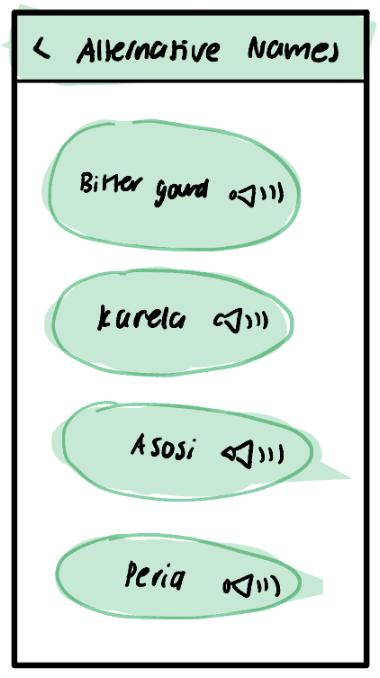 Alternative Names
Bitter gourd
karela
Asosi
Peria